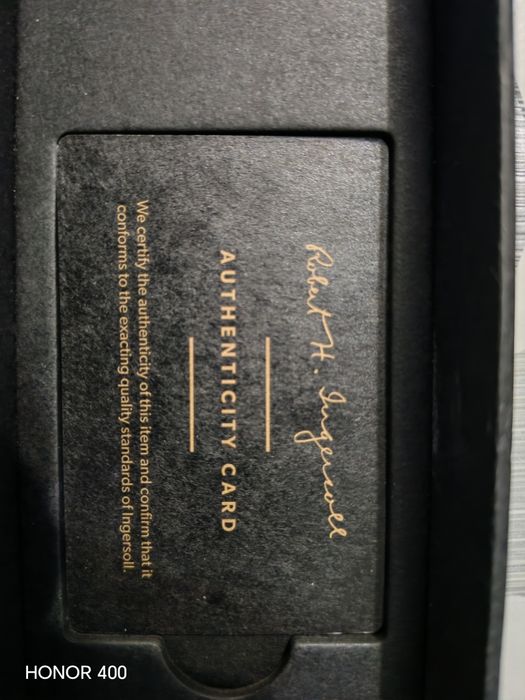 Robert H. Ingersoll
AUTHENTICITY CARD
We certify the authenticity of this item and confirm that it
conforms to the exacting quality standards of Ingersoll.
HONOR 400